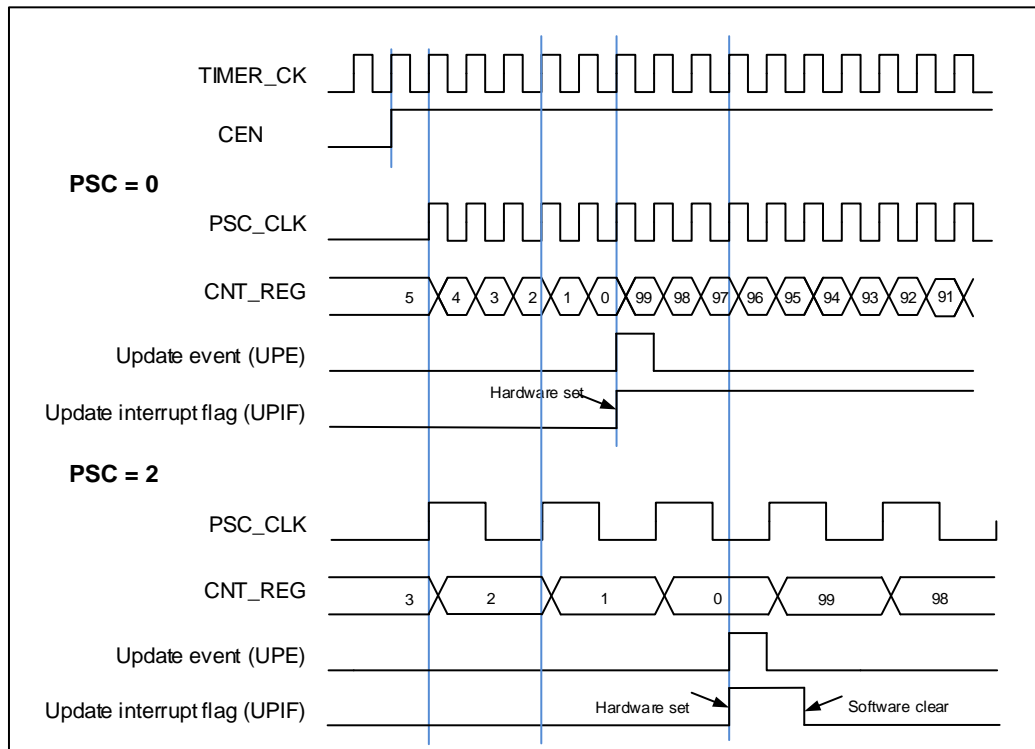 TIMER_CK
CEN
PSC = 0
PSC_CLK
CNT_REG 5 4 3 2 1 0 99 98 97 96 95 94 93 92 91
Update event (UPE)
Hardware set
Update interrupt flag (UPIF)
PSC = 2
PSC_CLK
CNT_REG 3 2 1 0 99 98
Update event (UPE)
Update interrupt flag (UPIF) Hardware set Software clear